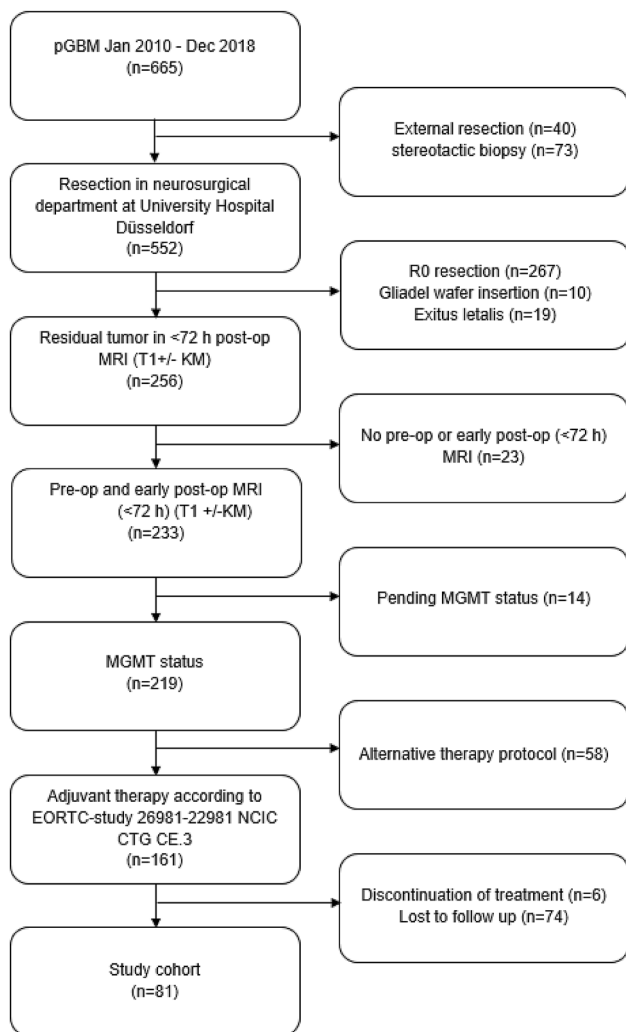 pGBM Jan 2010 - Dec 2018
(n=665)
External resection (n=40)
stereotactic biopsy (n=73)
Resection in neurosurgical
department at University Hospital
Düsseldorf
(n=552)
R0 resection (n=267)
Gliadel wafer insertion (n=10)
Exitus letalis (n=19)
Residual tumor in <72 h post-op
MRI (T1+/- KM)
(n=256)
No pre-op or early post-op (<72 h)
MRI (n=23)
Pre-op and early post-op MRI
(<72 h) (T1 +/-KM)
(n=233)
Pending MGMT status (n=14)
MGMT status
(n=219)
Alternative therapy protocol (n=58)
Adjuvant therapy according to
EORTC-study 26981-22981 NCIC
CTG CE.3
(n=161)
Discontinuation of treatment (n=6)
Lost to follow up (n=74)
Study cohort
(n=81)